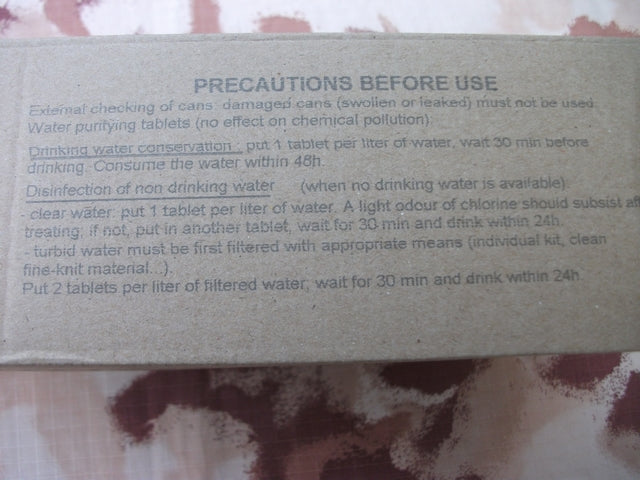 PRECAUTIONS BEFORE USE
External checking of cans: damaged cans (swollen or leaked) must not be used.
Water purifying tablets (no effect on chemical pollution):
Drinking water conservation : put 1 tablet per liter of water, wait 30 min before
drinking. Consume the water within 48h.
Disinfection of non drinking water (when no drinking water is available).
- clear water: put 1 tablet per liter of water. A light odour of chlorine should subsist aft
treating; if not, put in another tablet, wait for 30 min and drink within 24h.
- turbid water must be first filtered with appropriate means (individual kit, clean
fine-knit material...).
Put 2 tablets per liter of filtered water; wait for 30 min and drink within 24h.